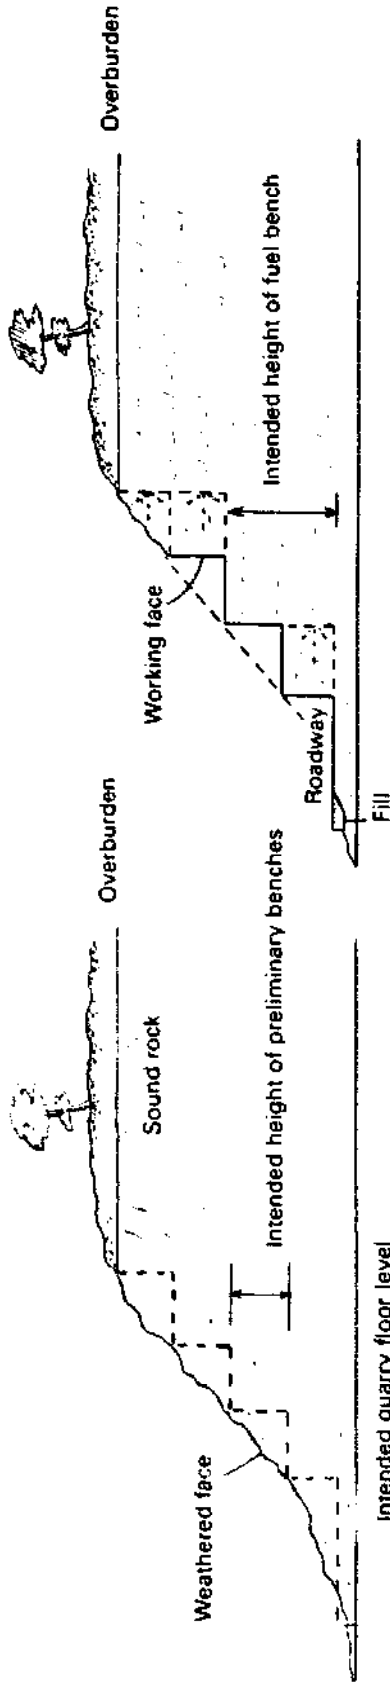 Overburden
Sound rock
Weathered face
Intended height of preliminary benches
Intended quarry floor level
Overburden
Working face
Intended height of fuel bench
Roadway
Fill